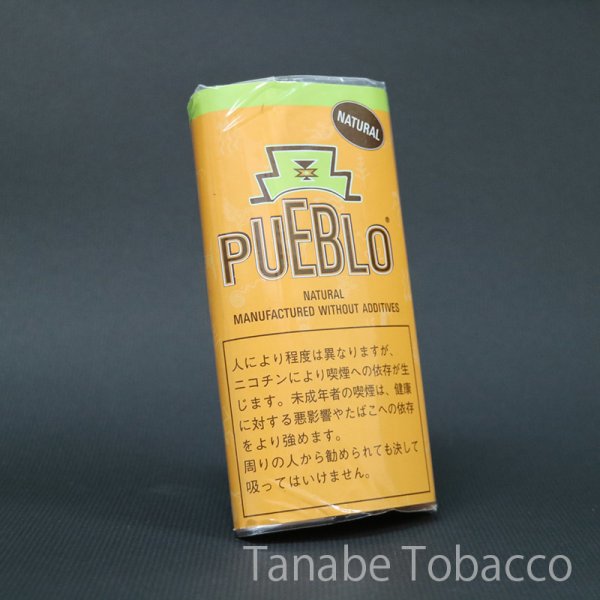 NATURAL
PUEBLO®
NATURAL
MANUFACTURED WITHOUT ADDITIVES
人により程度は異なりますが、
ニコチンにより喫煙への依存が生
じます。未成年者の喫煙は、健康
に対する悪影響やたばこへの依存
をより強めます。
周りの人から勧められても決して
吸ってはいけません。
Tanabe Tobacco